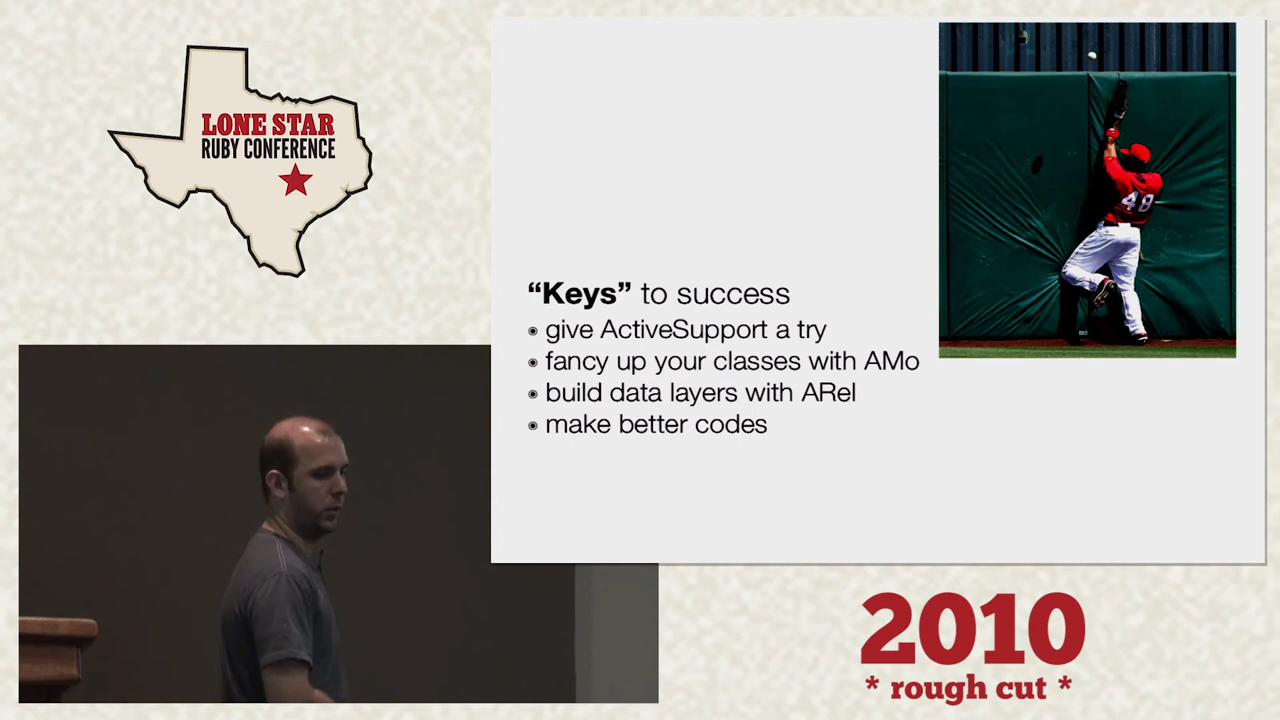 LONE STAR
RUBY CONFERENCE
48
“Keys” to success
give ActiveSupport a try
fancy up your classes with AMo
build data layers with ARel
make better codes
2010
* rough cut *